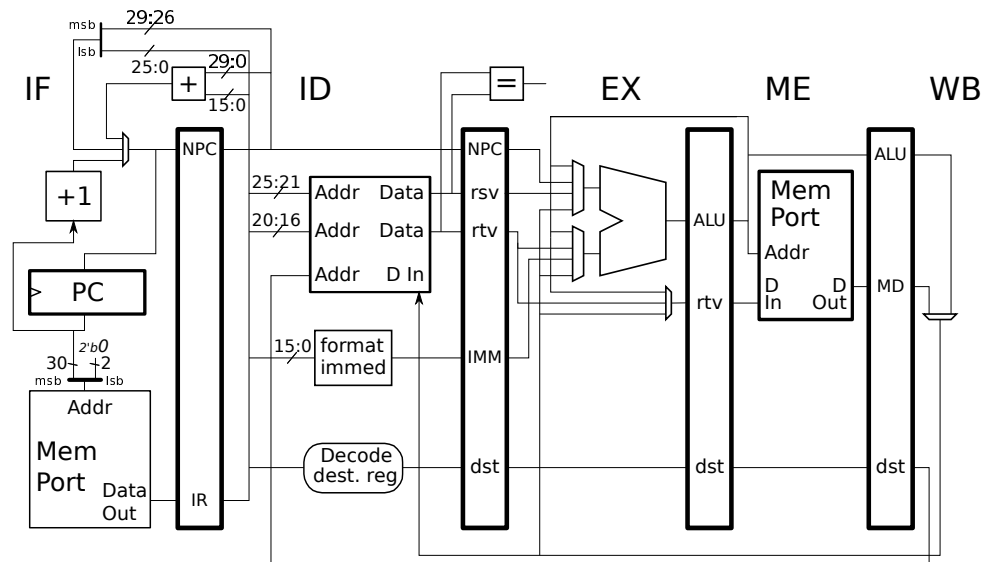 29:26
msb
lsb
25:0
29:0
15:0
+
=
IF
ID
EX
ME
WB
NPC
NPC
ALU
+1
25:21
Addr
Data
rsv
20:16
Addr
Data
rtv
ALU
Mem
Port
Addr
Addr
D In
PC
D
In
D
Out
MD
rtv
2'b0
30
2
msb
lsb
15:0
format
immed
IMM
Addr
Mem
Port
Data
Out
IR
Decode
dest. reg
dst
dst
dst